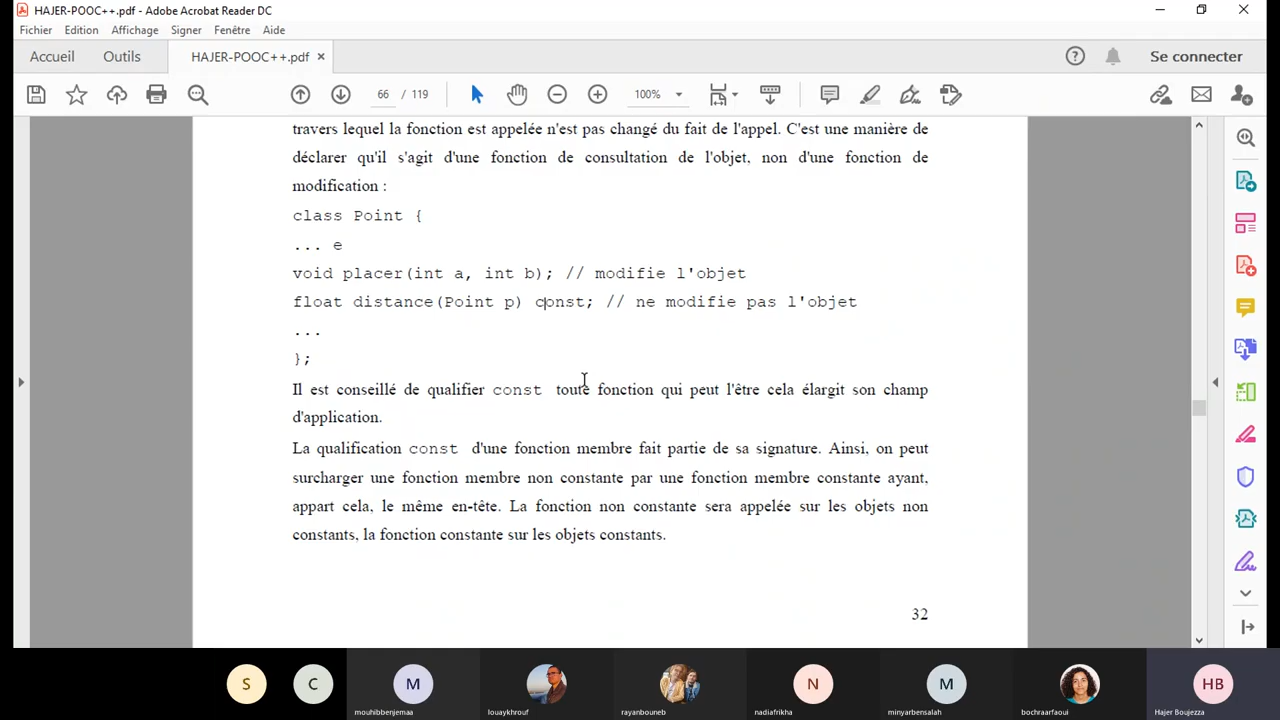 HAJER-POOC++.pdf - Adobe Acrobat Reader DC
Fichier Edition Affichage Signer Fenêtre Aide
Accueil Outils HAJER-POOC++.pdf × Se connecter
66 / 119 100%
travers lequel la fonction est appelée n'est pas changé du fait de l'appel. C'est une manière de
déclarer qu'il s'agit d'une fonction de consultation de l'objet, non d'une fonction de
modification :
class Point {
... e
void placer(int a, int b); // modifie l'objet
float distance(Point p) const; // ne modifie pas l'objet
...
};
Il est conseillé de qualifier const toute fonction qui peut l'être cela élargit son champ
d'application.
La qualification const d'une fonction membre fait partie de sa signature. Ainsi, on peut
surcharger une fonction membre non constante par une fonction membre constante ayant,
appart cela, le même en-tête. La fonction non constante sera appelée sur les objets non
constants, la fonction constante sur les objets constants.
32
S C M M N M HB
mouhibbenjemaa louaykhrouf rayanbouneb nadiafrikha minyarbensalah bochraarfaoui Hajer Boujezza